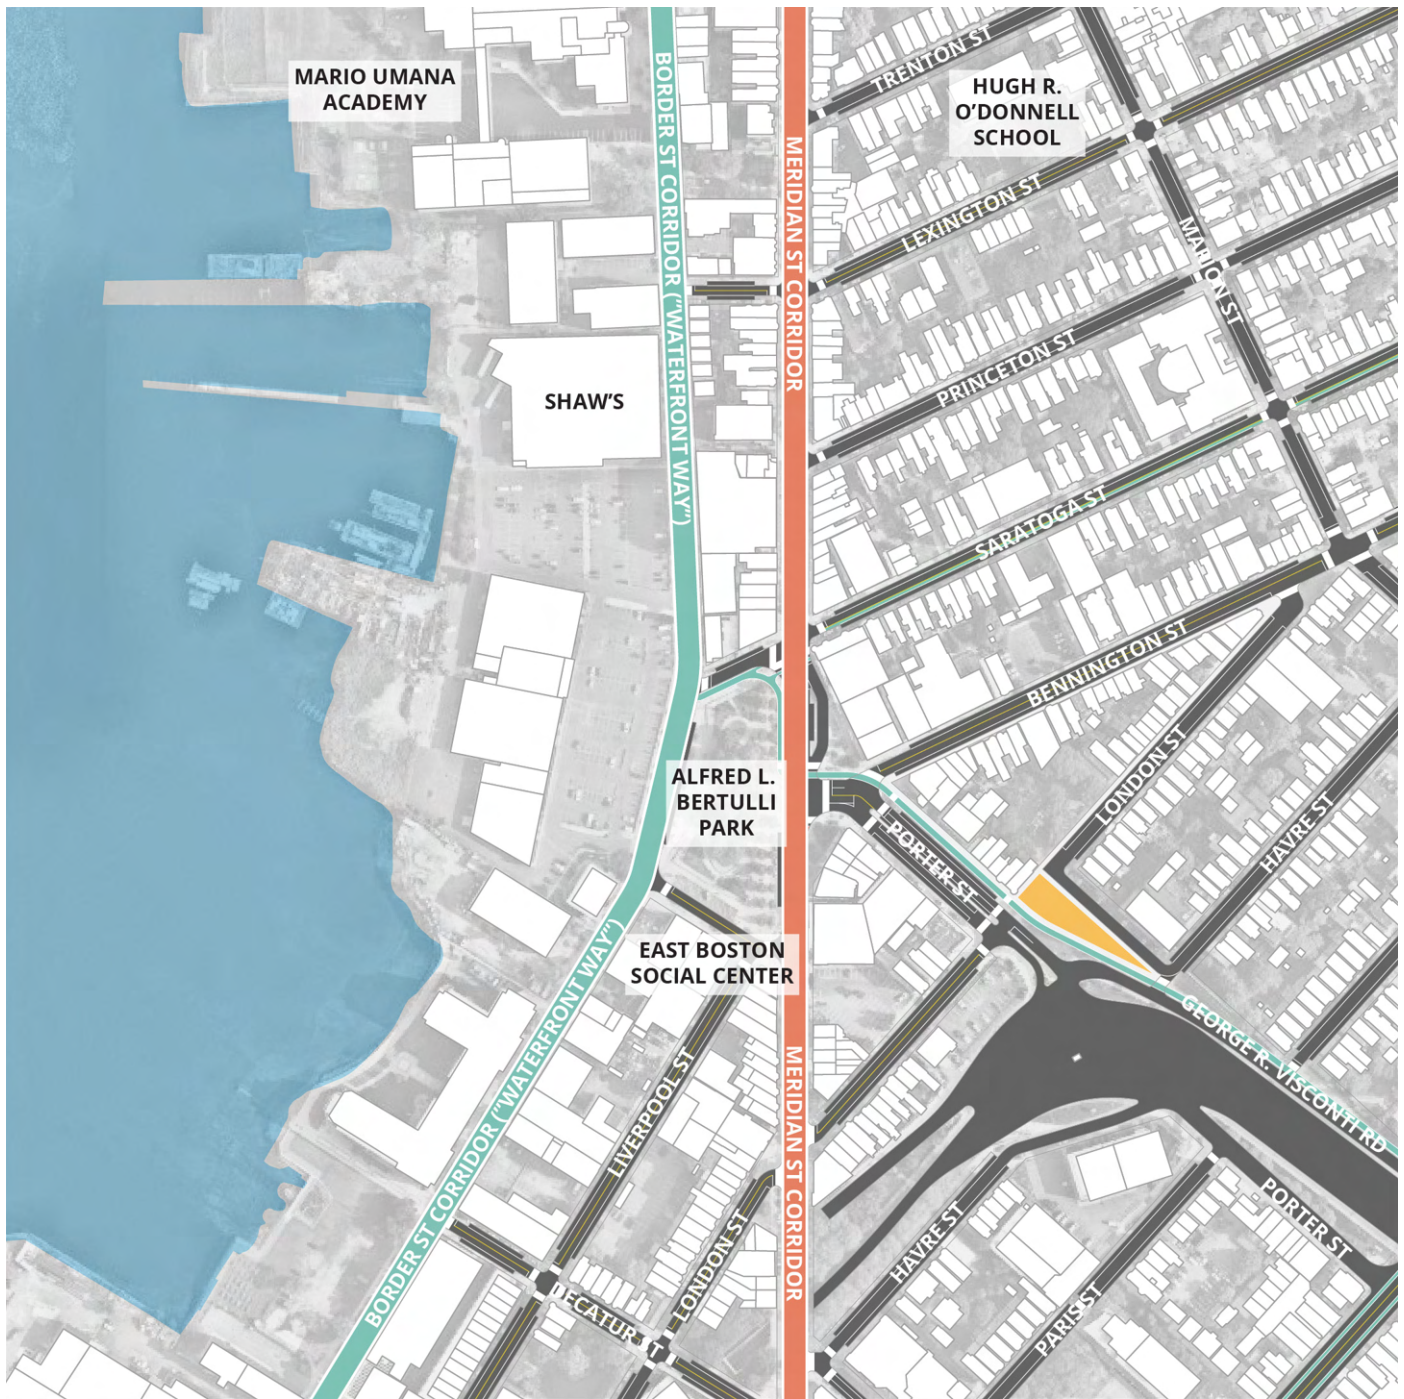 MARIO UMANA
ACADEMY
BORDER ST CORRIDOR ("WATERFRONT WAY")
MERIDIAN ST CORRIDOR
TRENTON ST
HUGH R.
O'DONNELL
SCHOOL
LEXINGTON ST
MARION ST
PRINCETON ST
SHAW'S
SARATOGA ST
BENNINGTON ST
LONDON ST
HAVRE ST
ALFRED L.
BERTULLI
PARK
PORTER ST
EAST BOSTON
SOCIAL CENTER
GEORGE R. VISCONTI RD
BORDER ST CORRIDOR ("WATERFRONT WAY")
LIVERPOOL ST
MERIDIAN ST CORRIDOR
LONDON ST
DECATUR ST
HAVRE ST
PARIS ST
PORTER ST